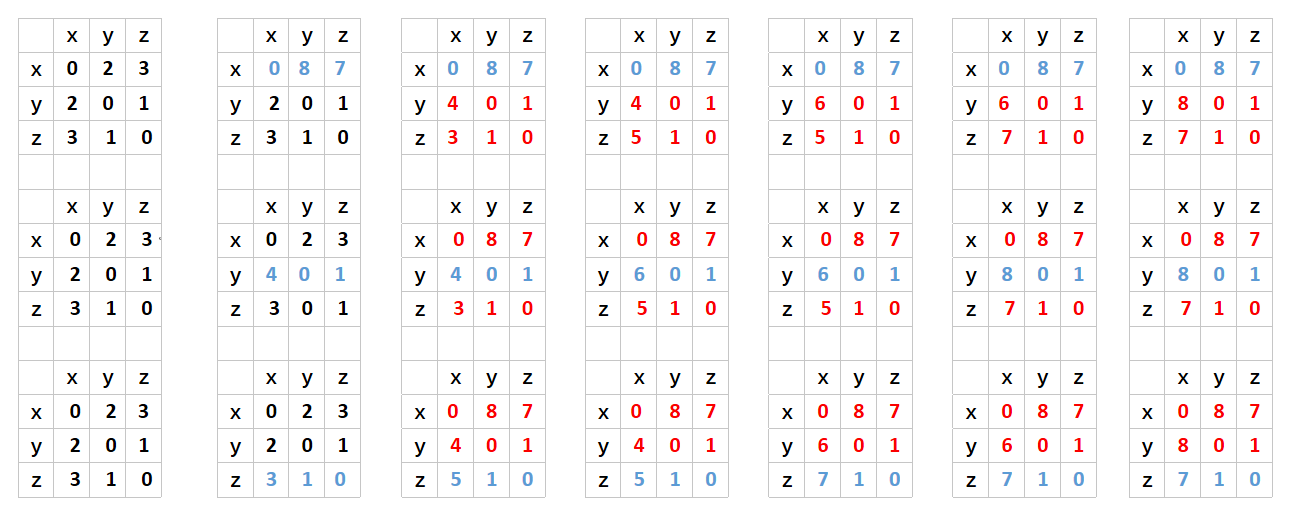 x y z x y z x y z x y z x y z x y z x y z
x 0 2 3 x 0 8 7 x 0 8 7 x 0 8 7 x 0 8 7 x 0 8 7 x 0 8 7
y 2 0 1 y 2 0 1 y 4 0 1 y 4 0 1 y 6 0 1 y 6 0 1 y 8 0 1
z 3 1 0 z 3 1 0 z 3 1 0 z 5 1 0 z 5 1 0 z 7 1 0 z 7 1 0
x y z x y z x y z x y z x y z x y z x y z
x 0 2 3 x 0 2 3 x 0 8 7 x 0 8 7 x 0 8 7 x 0 8 7 x 0 8 7
y 2 0 1 y 4 0 1 y 4 0 1 y 6 0 1 y 6 0 1 y 8 0 1 y 8 0 1
z 3 1 0 z 3 0 1 z 3 1 0 z 5 1 0 z 5 1 0 z 7 1 0 z 7 1 0
x y z x y z x y z x y z x y z x y z x y z
x 0 2 3 x 0 2 3 x 0 8 7 x 0 8 7 x 0 8 7 x 0 8 7 x 0 8 7
y 2 0 1 y 2 0 1 y 4 0 1 y 4 0 1 y 6 0 1 y 6 0 1 y 8 0 1
z 3 1 0 z 3 1 0 z 5 1 0 z 5 1 0 z 7 1 0 z 7 1 0 z 7 1 0